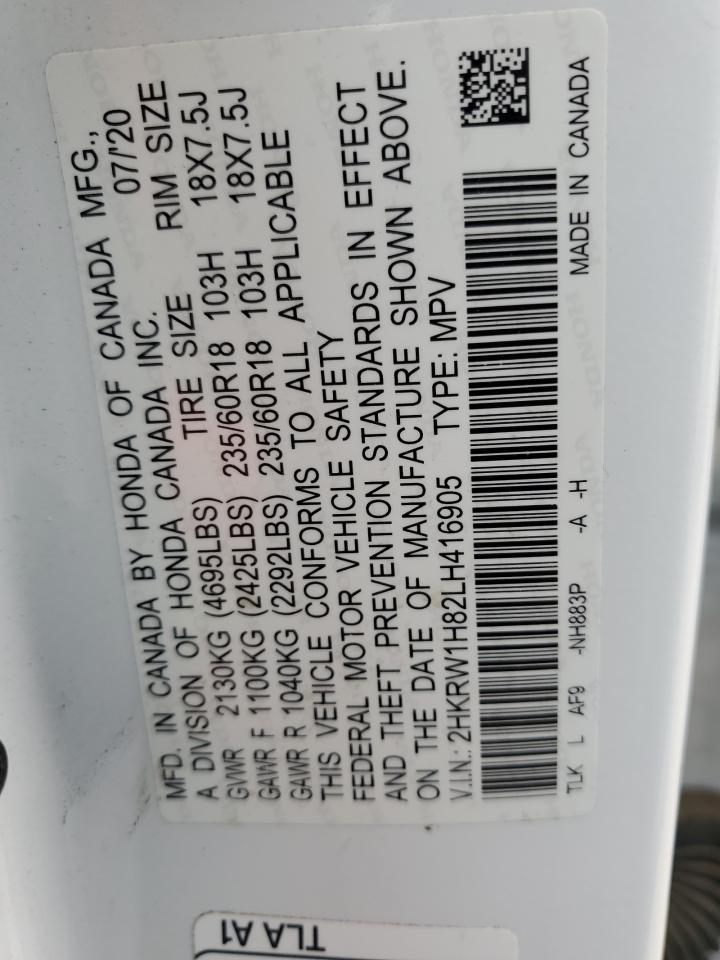 MFD. IN CANADA BY HONDA OF CANADA MFG.,
A DIVISION OF HONDA CANADA INC. 07/'20
GVWR 2130KG (4695LBS) TIRE SIZE RIM SIZE
GAWR F 1100KG (2425LBS) 235/60R18 103H 18X7.5J
GAWR R 1040KG (2292LBS) 235/60R18 103H 18X7.5J
THIS VEHICLE CONFORMS TO ALL APPLICABLE
FEDERAL MOTOR VEHICLE SAFETY
AND THEFT PREVENTION STANDARDS IN EFFECT
ON THE DATE OF MANUFACTURE SHOWN ABOVE.
V.I.N.: 2HKRW1H82LH416905 TYPE: MPV
TLK L AF9 -NH883P -A -H MADE IN CANADA
TLA A1